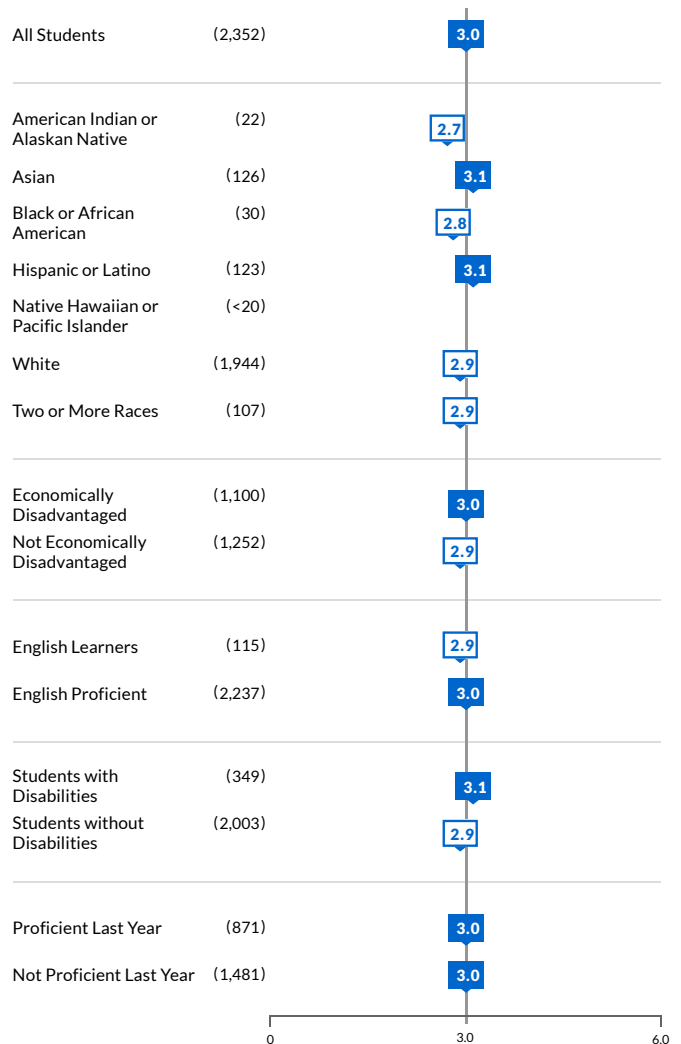 All Students (2,352) 3.0
American Indian or
Alaskan Native (22) 2.7
Asian (126) 3.1
Black or African
American (30) 2.8
Hispanic or Latino (123) 3.1
Native Hawaiian or
Pacific Islander (<20)
White (1,944) 2.9
Two or More Races (107) 2.9
Economically
Disadvantaged (1,100) 3.0
Not Economically
Disadvantaged (1,252) 2.9
English Learners (115) 2.9
English Proficient (2,237) 3.0
Students with
Disabilities (349) 3.1
Students without
Disabilities (2,003) 2.9
Proficient Last Year (871) 3.0
Not Proficient Last Year (1,481) 3.0
0 3.0 6.0